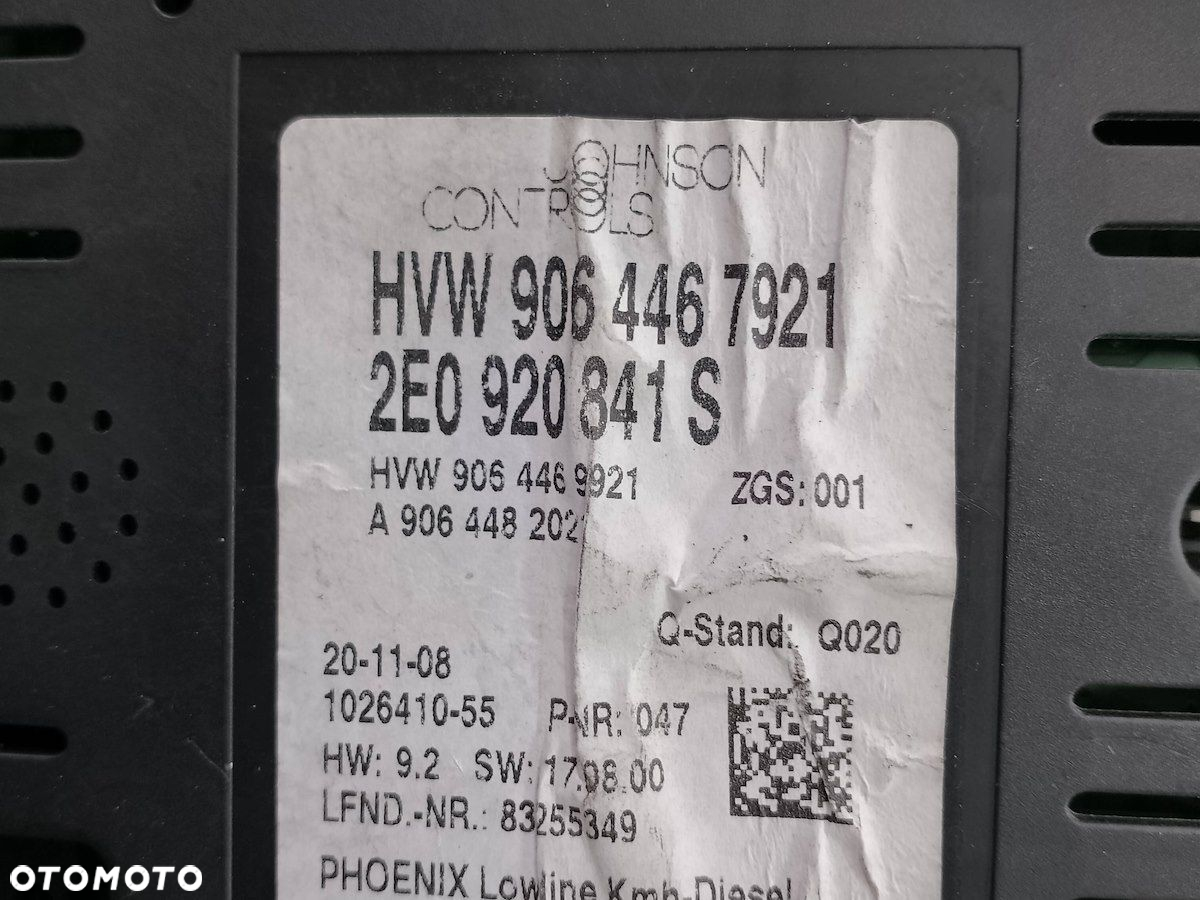 JOHNSON
CONTROLS
HVW 906 446 7921
2E0 920 841 S
HVW 906 446 9921
ZGS: 001
A 906 448 202
Q-Stand: Q020
20-11-08
1026410-55 P-NR: 047
HW: 9.2 SW: 17.08.00
LFND.-NR.: 83255349
PHOENIX Lowline Kmh-Diesel
OTOMOTO